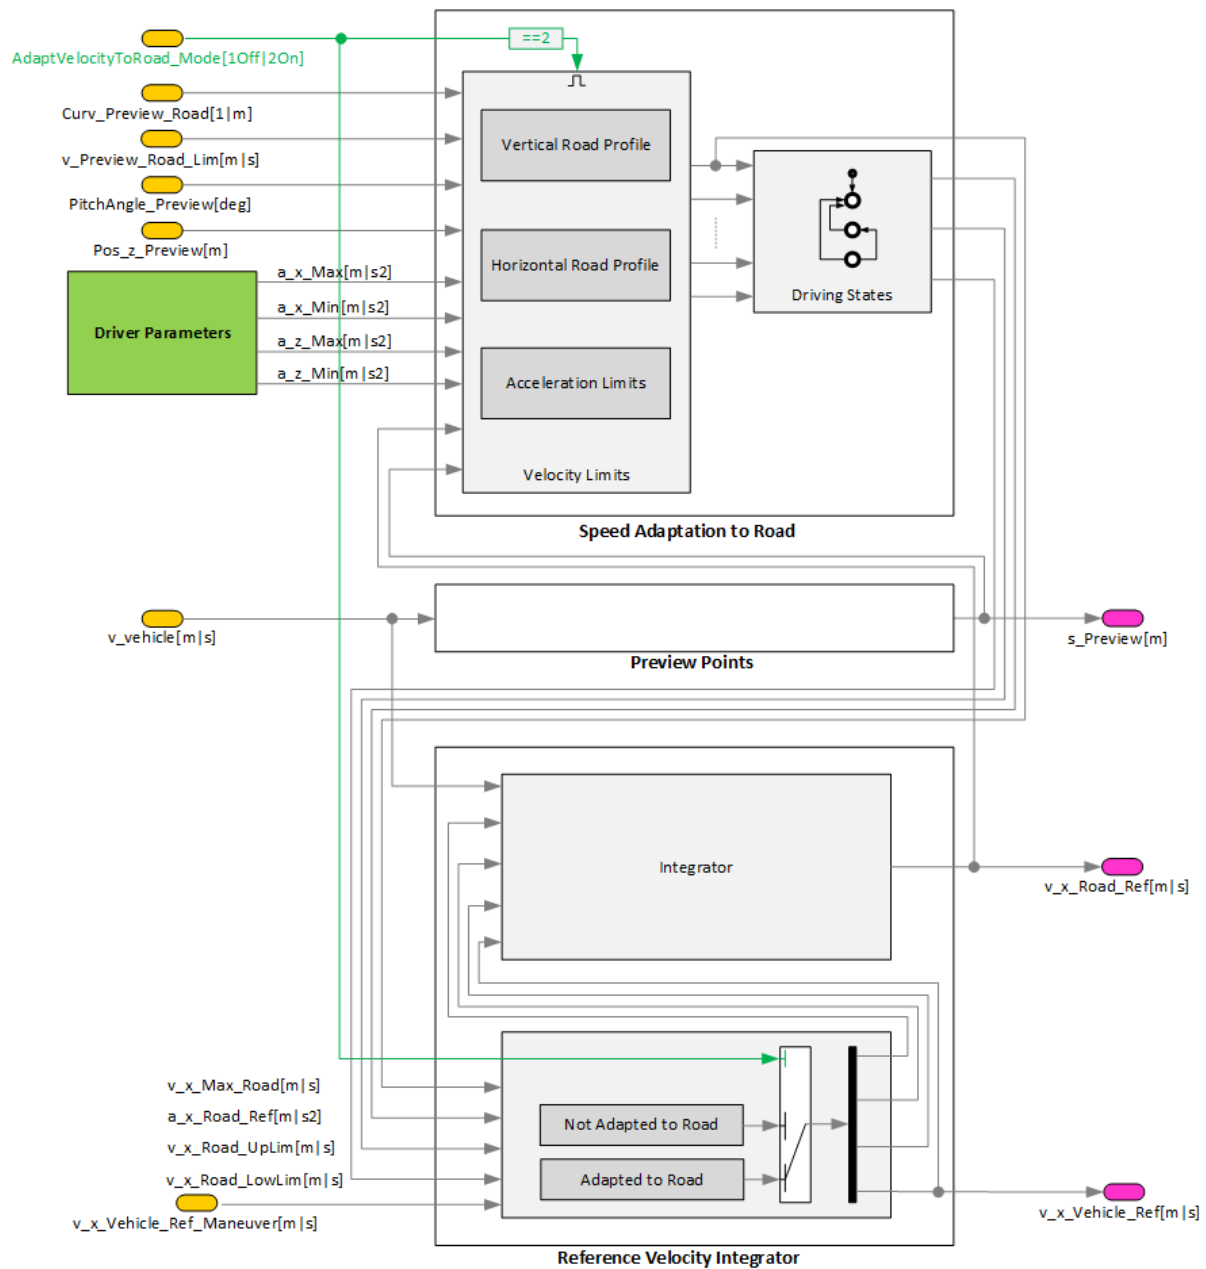 ==2
AdaptVelocityToRoad_Mode[1Off|2On]
Curv_Preview_Road[1|m]
v_Preview_Road_Lim[m|s]
PitchAngle_Preview[deg]
Pos_z_Preview[m]
Driver Parameters
a_x_Max[m|s2]
a_x_Min[m|s2]
a_z_Max[m|s2]
a_z_Min[m|s2]
Vertical Road Profile
Horizontal Road Profile
Acceleration Limits
Velocity Limits
Driving States
Speed Adaptation to Road
v_vehicle[m|s]
Preview Points
s_Preview[m]
Integrator
v_x_Road_Ref[m|s]
v_x_Max_Road[m|s]
a_x_Road_Ref[m|s2]
v_x_Road_UpLim[m|s]
v_x_Road_LowLim[m|s]
v_x_Vehicle_Ref_Maneuver[m|s]
Not Adapted to Road
Adapted to Road
v_x_Vehicle_Ref[m|s]
Reference Velocity Integrator